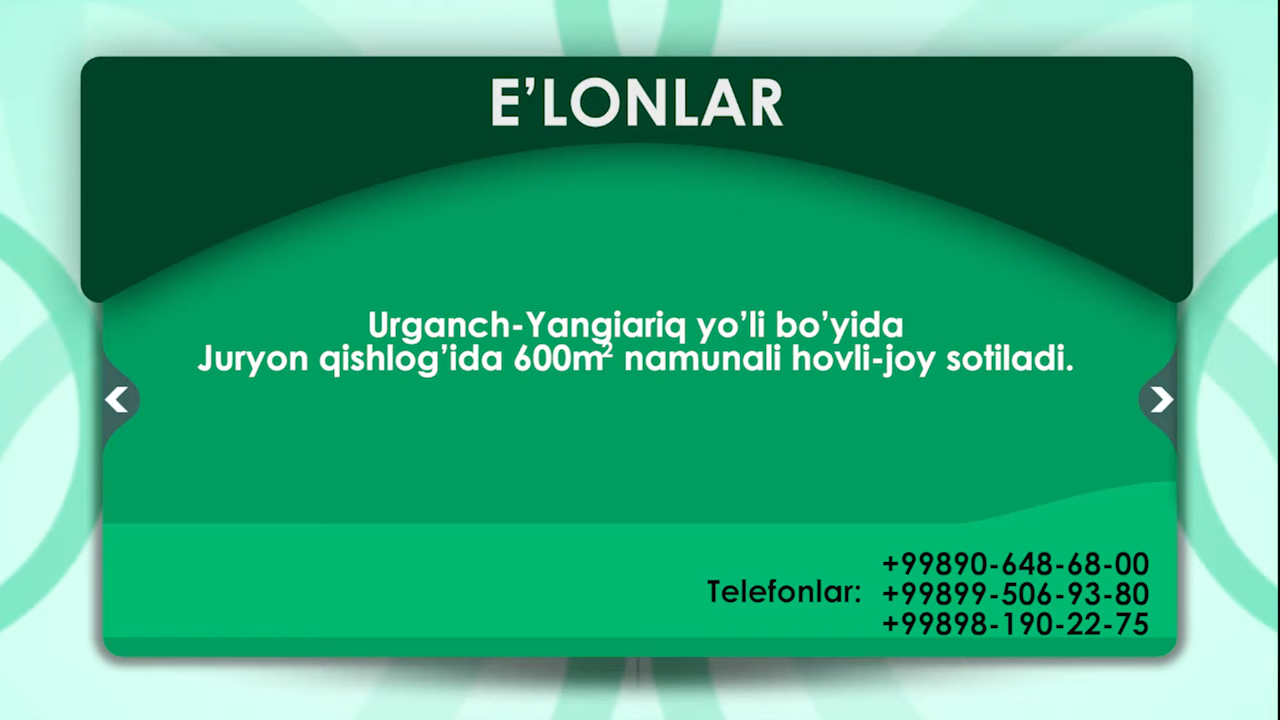 E’LONLAR
Urganch-Yangiariq yo’li bo’yida
Juryon qishlog’ida 600m² namunali hovli-joy sotiladi.
Telefonlar:
+99890-648-68-00
+99899-506-93-80
+99898-190-22-75